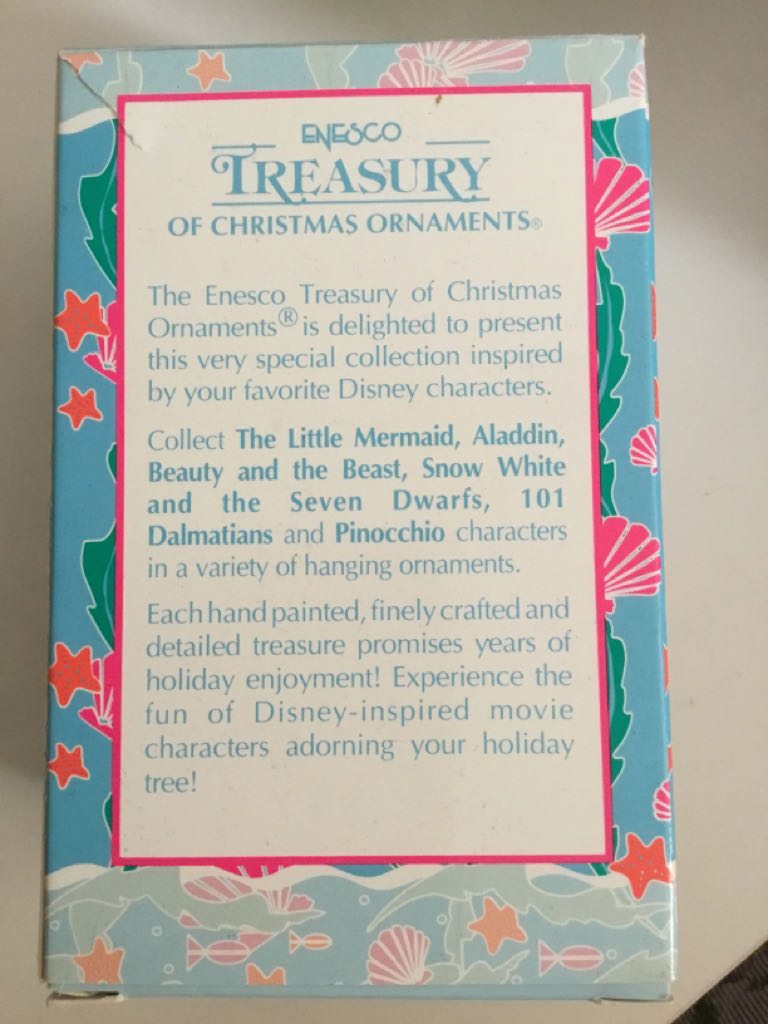 ENESCO
TREASURY
OF CHRISTMAS ORNAMENTS®
The Enesco Treasury of Christmas
Ornaments® is delighted to present
this very special collection inspired
by your favorite Disney characters.
Collect The Little Mermaid, Aladdin,
Beauty and the Beast, Snow White
and the Seven Dwarfs, 101
Dalmatians and Pinocchio characters
in a variety of hanging ornaments.
Each hand painted, finely crafted and
detailed treasure promises years of
holiday enjoyment! Experience the
fun of Disney-inspired movie
characters adorning your holiday
tree!